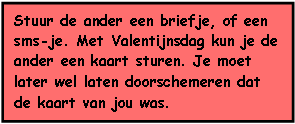 Stuur de ander een briefje, of een
sms-je. Met Valentijnsdag kun je de
ander een kaart sturen. Je moet
later wel laten doorschemeren dat
de kaart van jou was.